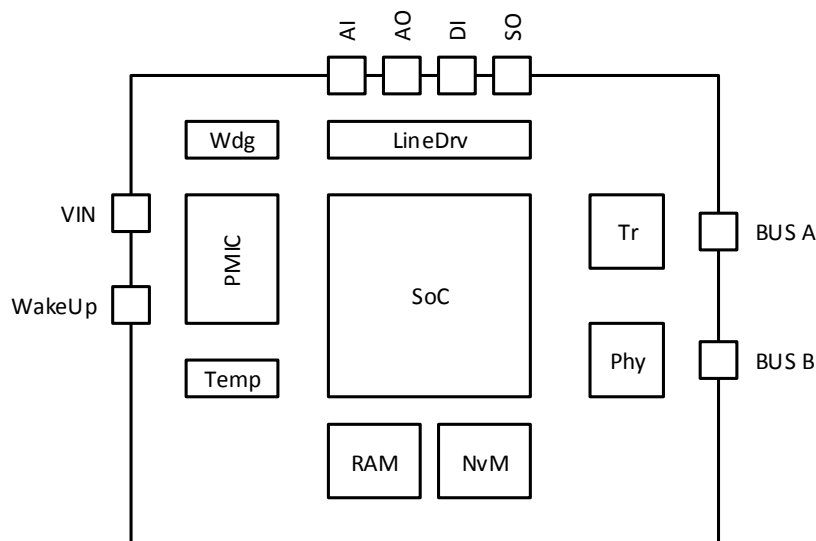 AI
AO
DI
SO
Wdg
LineDrv
VIN
PMIC
SoC
Tr
BUS A
WakeUp
Temp
Phy
BUS B
RAM
NvM